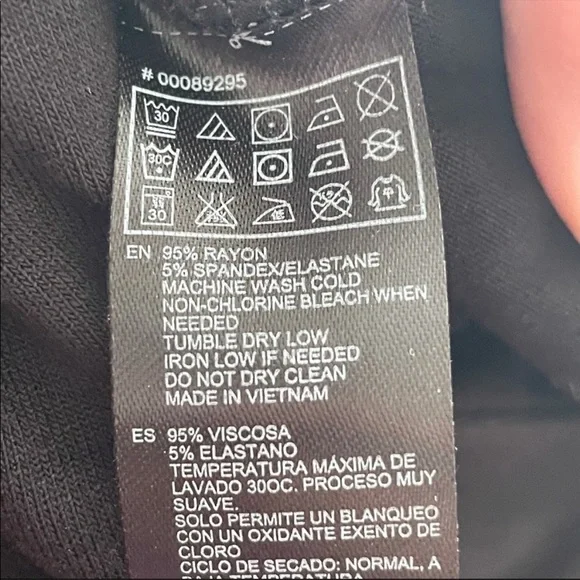 # 00089295
30
30C
30
EN 95% RAYON
5% SPANDEX/ELASTANE
MACHINE WASH COLD
NON-CHLORINE BLEACH WHEN
NEEDED
TUMBLE DRY LOW
IRON LOW IF NEEDED
DO NOT DRY CLEAN
MADE IN VIETNAM
ES 95% VISCOSA
5% ELASTANO
TEMPERATURA MÁXIMA DE
LAVADO 30OC. PROCESO MUY
SUAVE.
SOLO PERMITE UN BLANQUEO
CON UN OXIDANTE EXENTO DE
CLORO
CICLO DE SECADO: NORMAL, A
BAJA TEMPERATURA